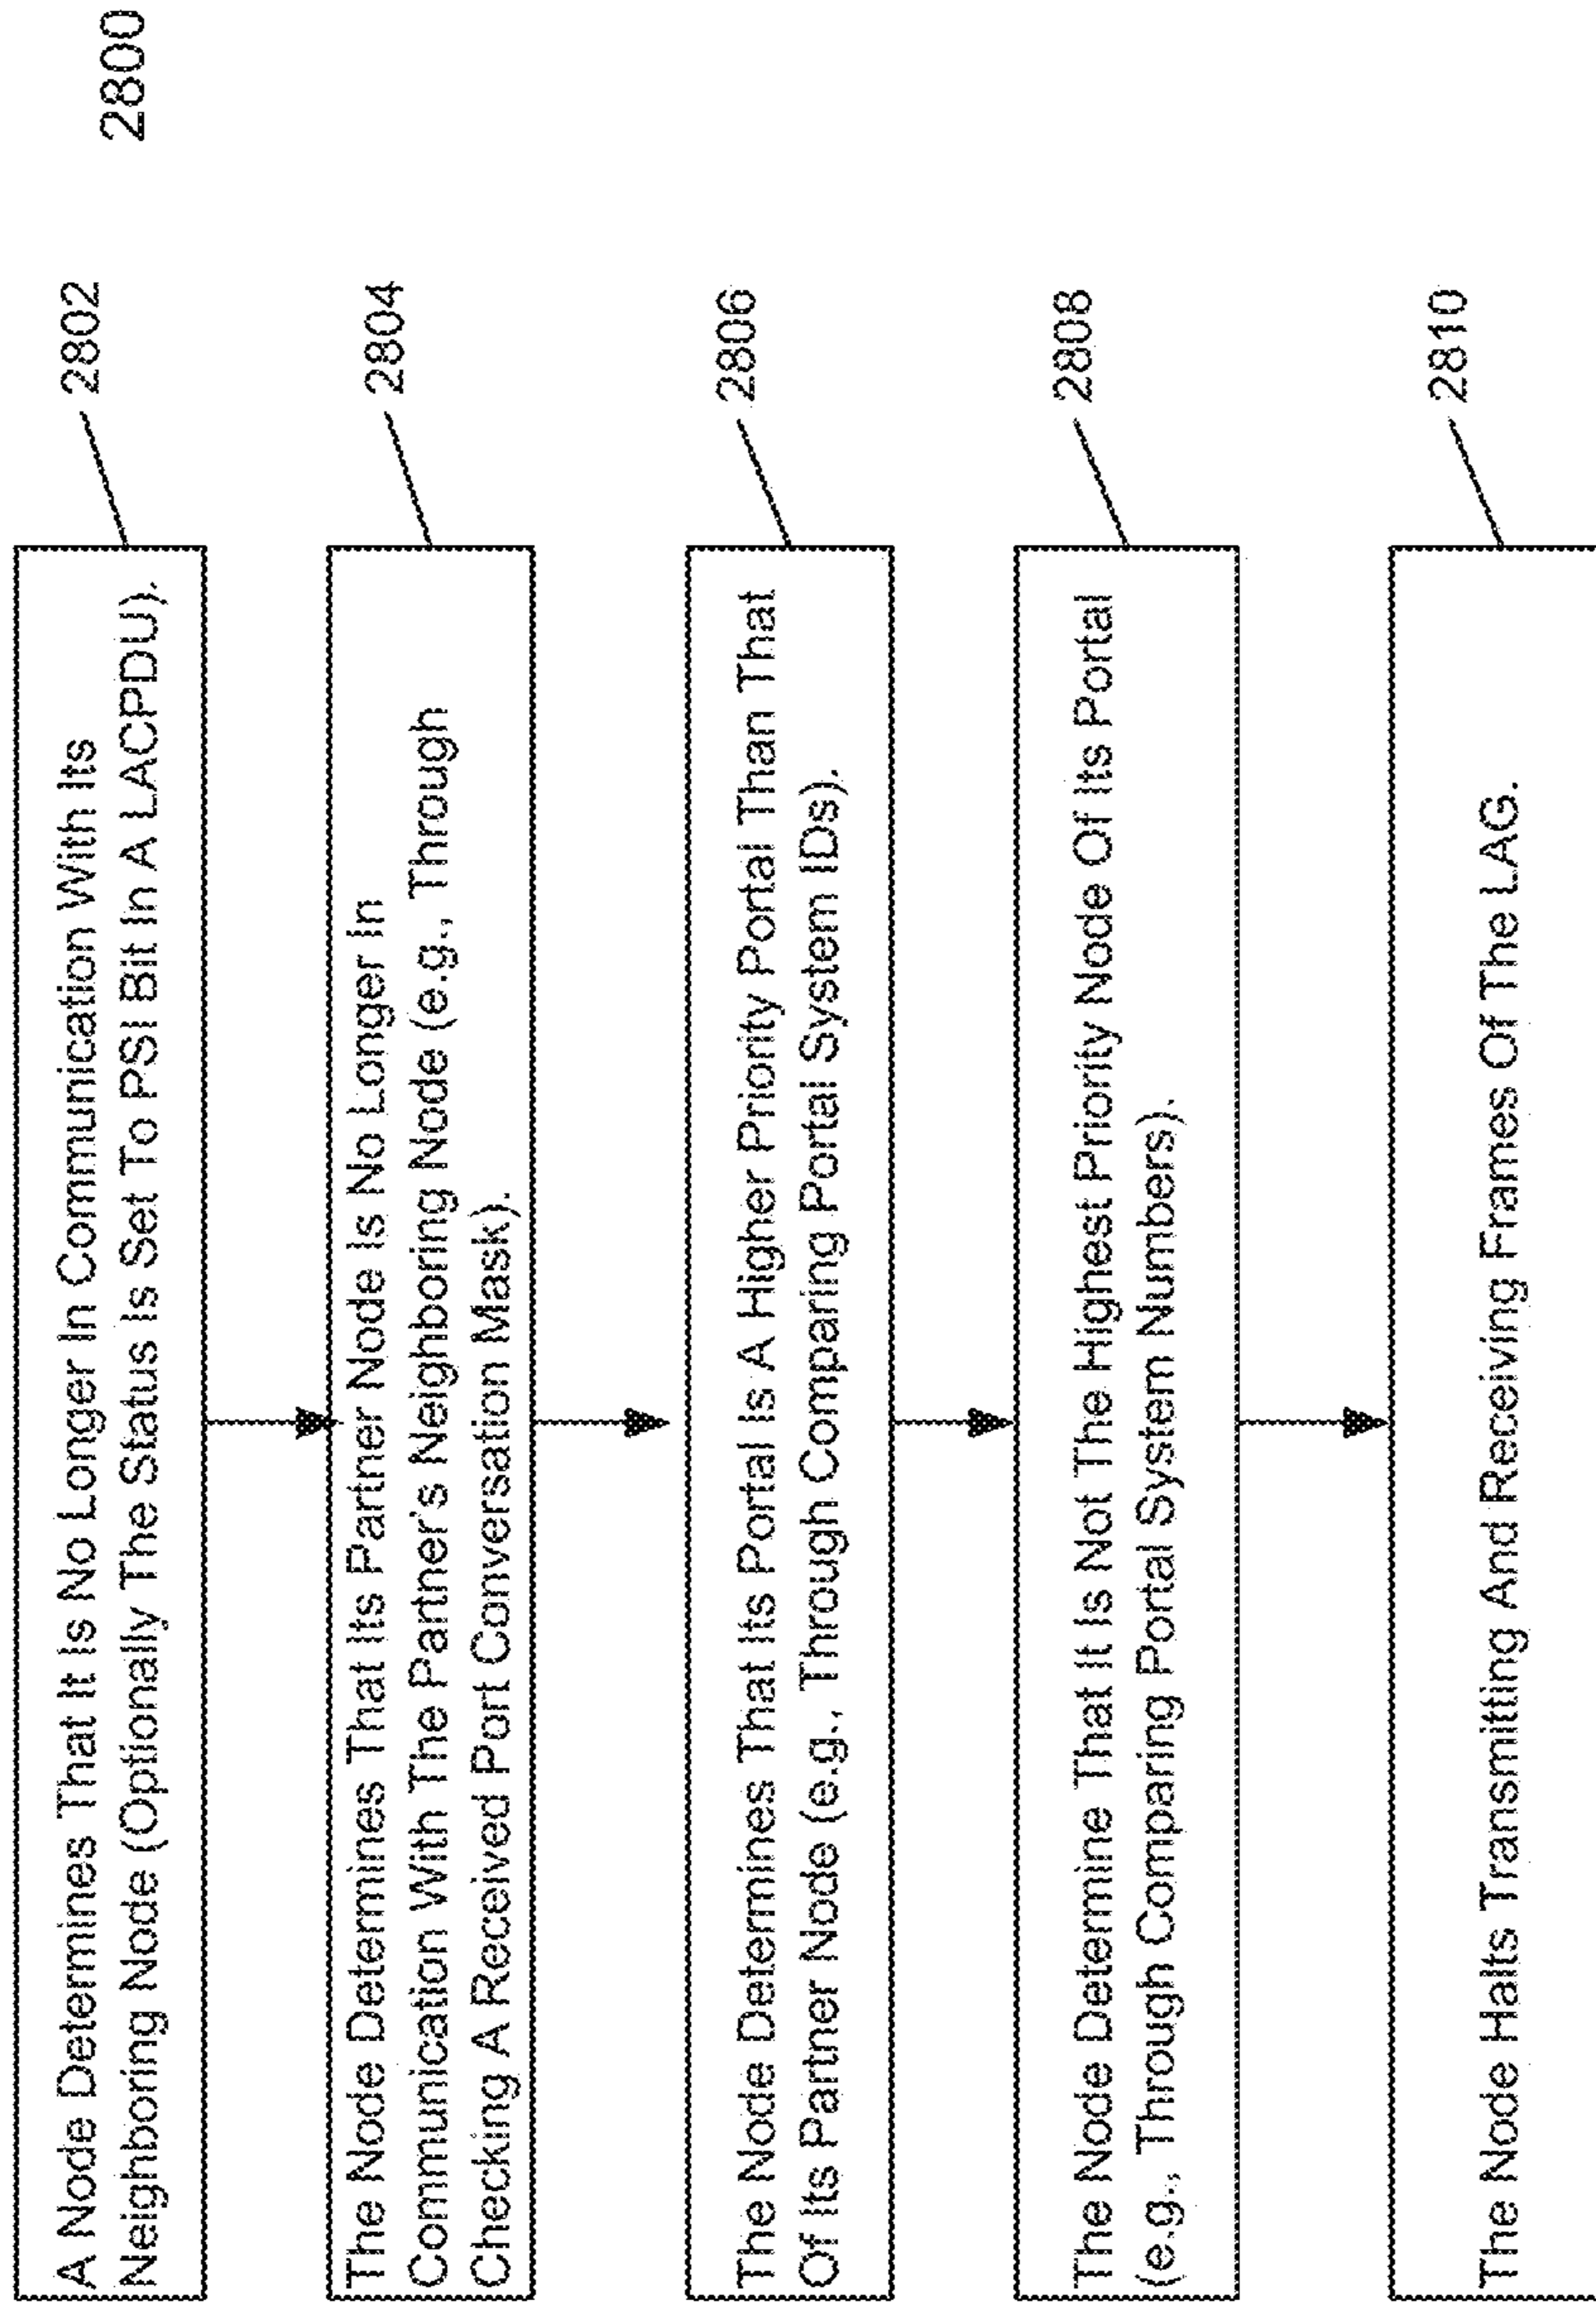 2800
A Node Determines That It Is No Longer In Communication With Its
Neighboring Node (Optionally The Status Is Set To PSI Bit In A LACPDU).
2802
The Node Determines That Its Partner Node Is No Longer In
Communication With The Partner's Neighboring Node (e.g., Through
Checking A Received Port Conversation Mask).
2804
The Node Determines That Its Portal Is A Higher Priority Portal Than That
Of Its Partner Node (e.g., Through Comparing Portal System IDs).
2806
The Node Determine That It Is Not The Highest Priority Node Of Its Portal
(e.g., Through Comparing Portal System Numbers).
2808
The Node Halts Transmitting And Receiving Frames Of The LAG.
2810